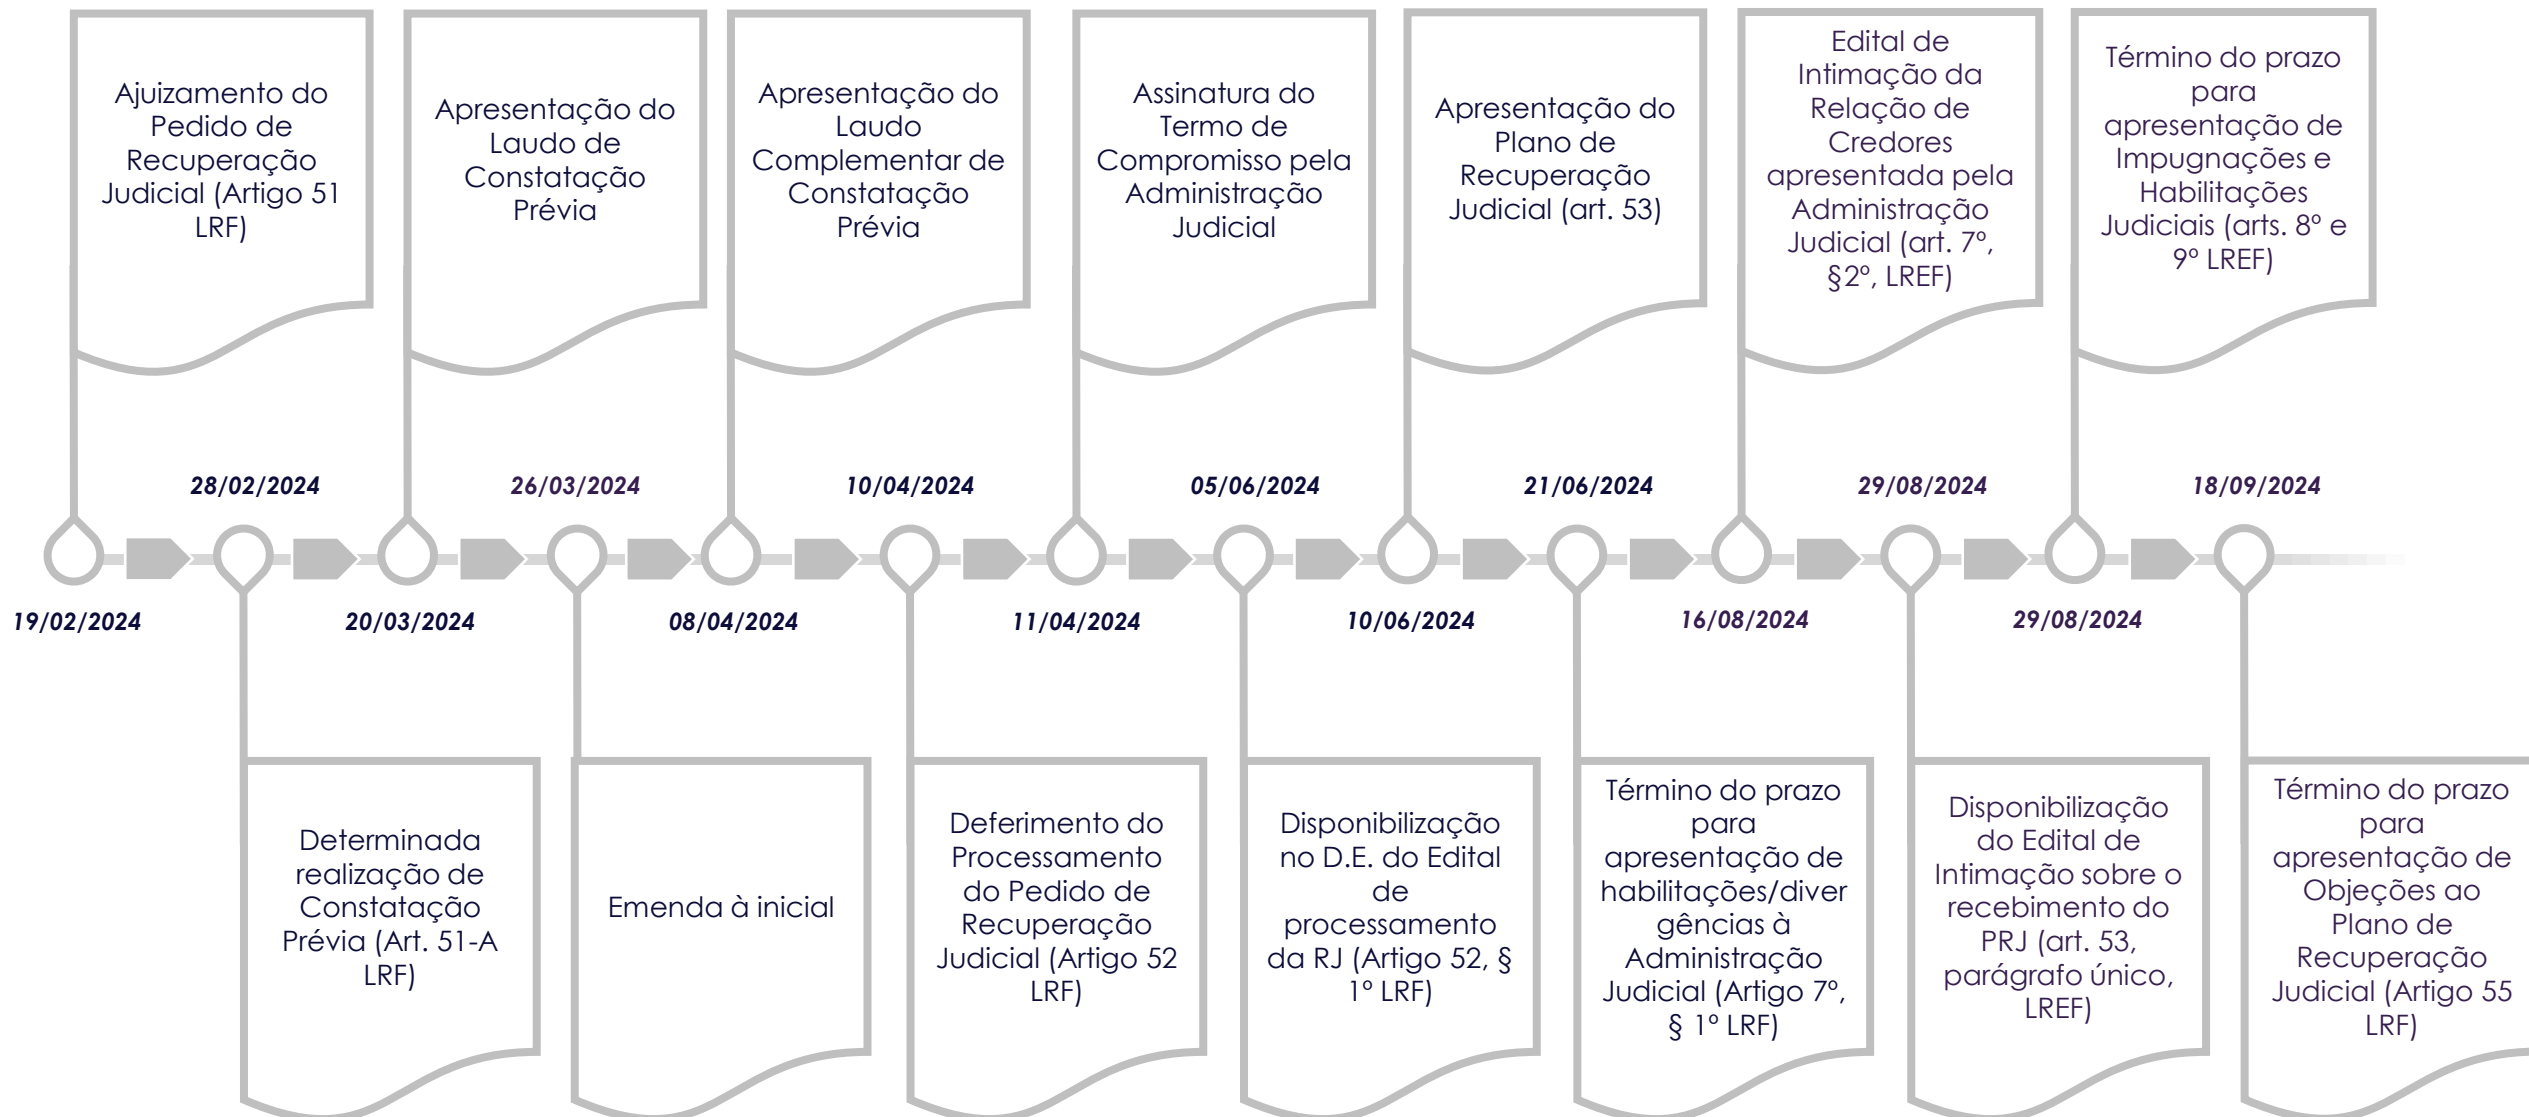 Ajuizamento do
Pedido de
Recuperação
Judicial (Artigo 51
LRF)
Apresentação do
Laudo de
Constatação
Prévia
Apresentação do
Laudo
Complementar de
Constatação
Prévia
Assinatura do
Termo de
Compromisso pela
Administração
Judicial
Apresentação do
Plano de
Recuperação
Judicial (art. 53)
Edital de
Intimação da
Relação de
Credores
apresentada pela
Administração
Judicial (art. 7º,
§2º, LREF)
Término do prazo
para
apresentação de
Impugnações e
Habilitações
Judiciais (arts. 8º e
9º LREF)
28/02/2024
26/03/2024
10/04/2024
05/06/2024
21/06/2024
29/08/2024
18/09/2024
19/02/2024
20/03/2024
08/04/2024
11/04/2024
10/06/2024
16/08/2024
29/08/2024
Determinada
realização de
Constatação
Prévia (Art. 51-A
LRF)
Emenda à inicial
Deferimento do
Processamento
do Pedido de
Recuperação
Judicial (Artigo 52
LRF)
Disponibilização
no D.E. do Edital
de
processamento
da RJ (Artigo 52, §
1º LRF)
Término do prazo
para
apresentação de
habilitações/diver
gências à
Administração
Judicial (Artigo 7º,
§ 1º LRF)
Disponibilização
do Edital de
Intimação sobre o
recebimento do
PRJ (art. 53,
parágrafo único,
LREF)
Término do prazo
para
apresentação de
Objeções ao
Plano de
Recuperação
Judicial (Artigo 55
LRF)